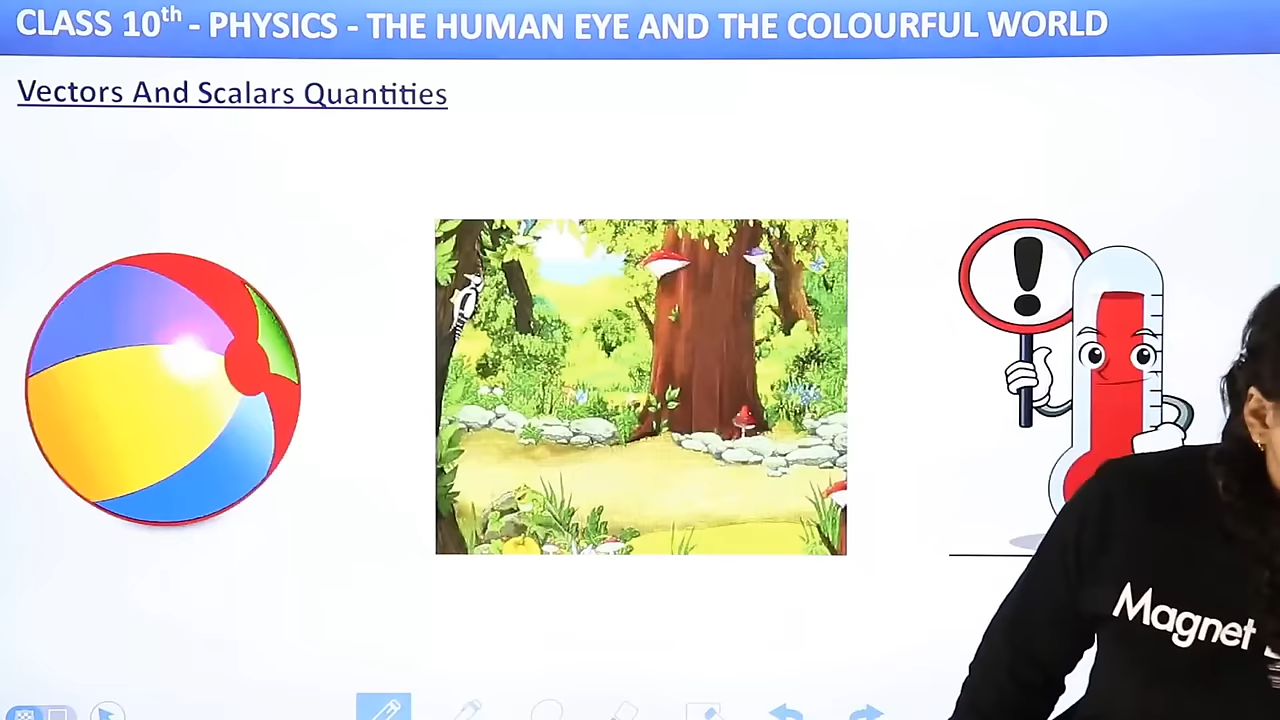 CLASS 10th - PHYSICS - THE HUMAN EYE AND THE COLOURFUL WORLD
Vectors And Scalars Quantities
!
Magnet